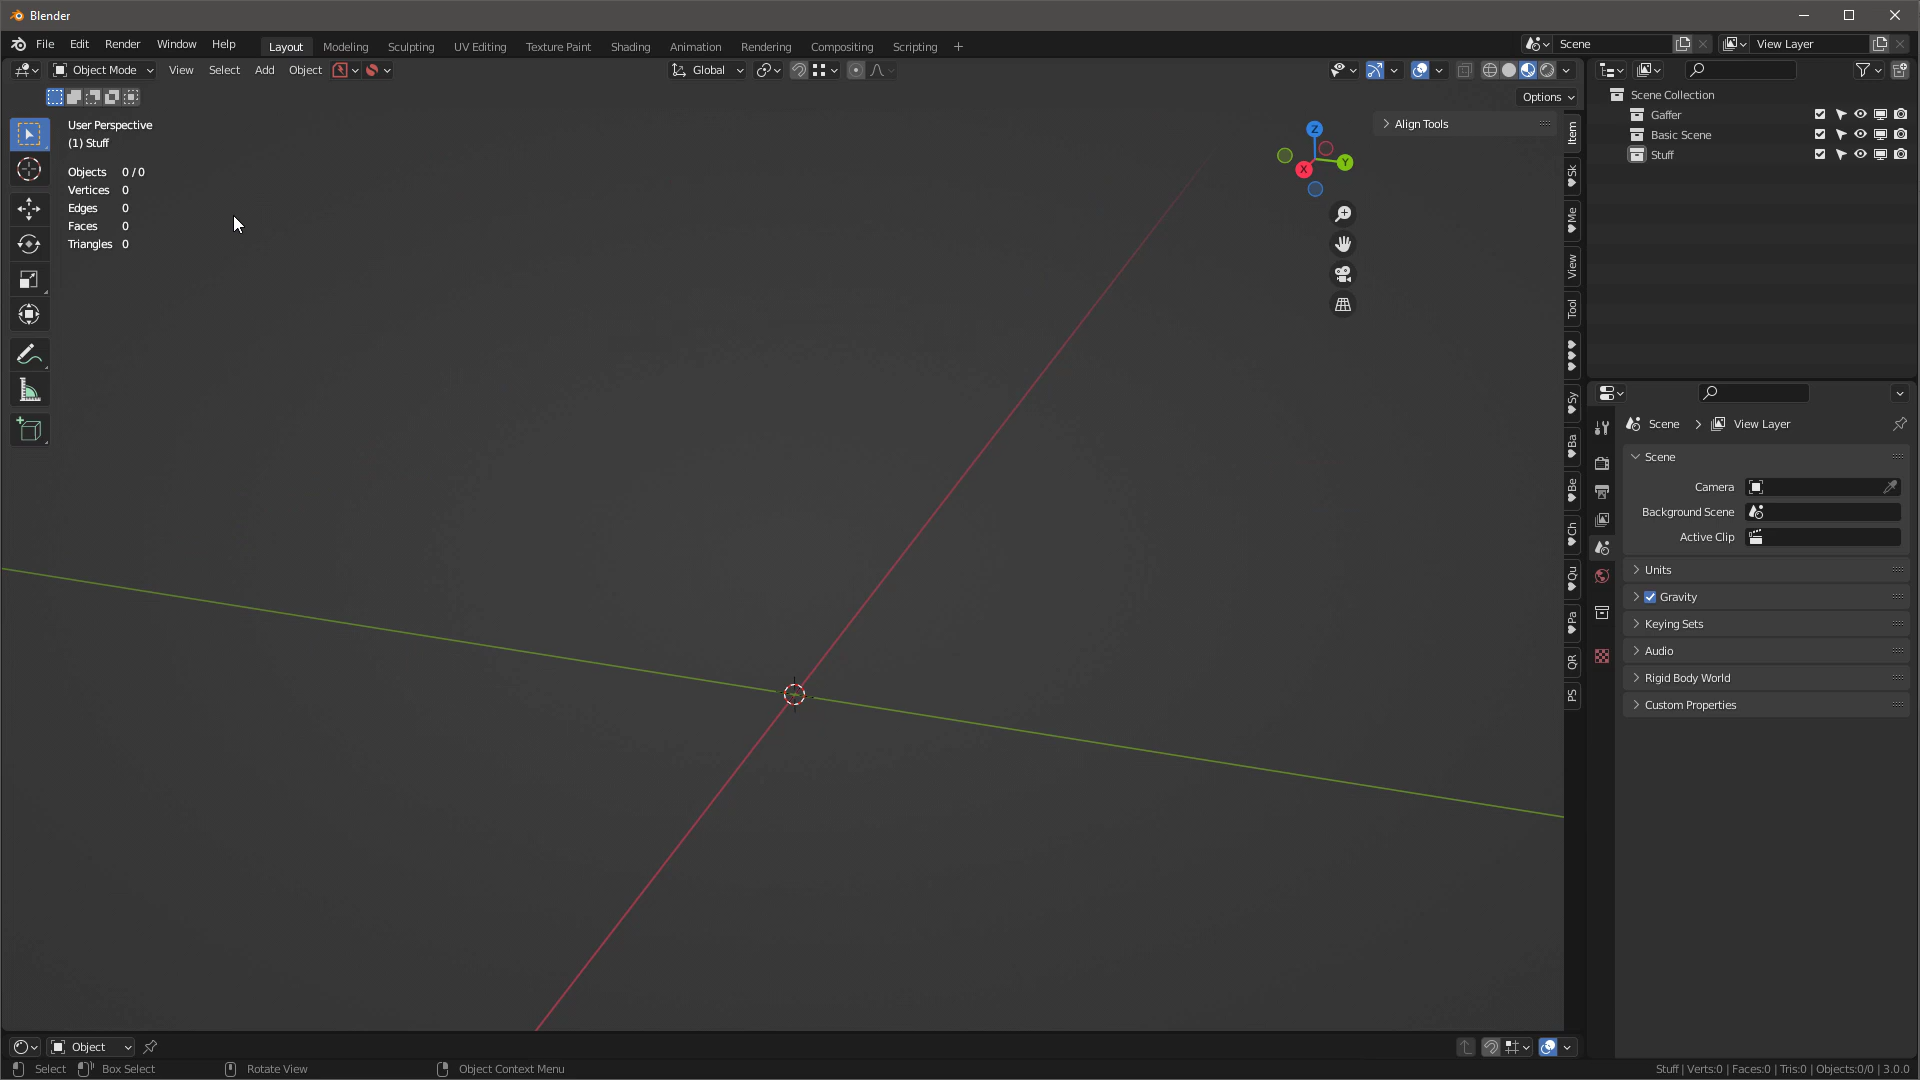 Blender
File Edit Render Window Help Layout Modeling Sculpting UV Editing Texture Paint Shading Animation Rendering Compositing Scripting + Scene View Layer
Object Mode View Select Add Object Global
Options
User Perspective
(1) Stuff
Objects 0 / 0
Vertices 0
Edges 0
Faces 0
Triangles 0
Z
Y
X
Align Tools
Item
Sk
Me
View
Tool
Sy
Ba
Be
Ch
Qu
Pa
QR
PS
Scene Collection
Gaffer
Basic Scene
Stuff
Scene > View Layer
Scene
Camera
Background Scene
Active Clip
Units
Gravity
Keying Sets
Audio
Rigid Body World
Custom Properties
Object
Select Box Select Rotate View Object Context Menu Stuff | Verts:0 | Faces:0 | Tris:0 | Objects:0/0 | 3.0.0